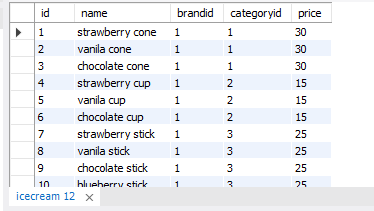 id name brandid categoryid price
1 strawberry cone 1 1 30
2 vanila cone 1 1 30
3 chocolate cone 1 1 30
4 strawberry cup 1 2 15
5 vanila cup 1 2 15
6 chocolate cup 1 2 15
7 strawberry stick 1 3 25
8 vanila stick 1 3 25
9 chocolate stick 1 3 25
10 blueberry stick 1 3 25
icecream 12